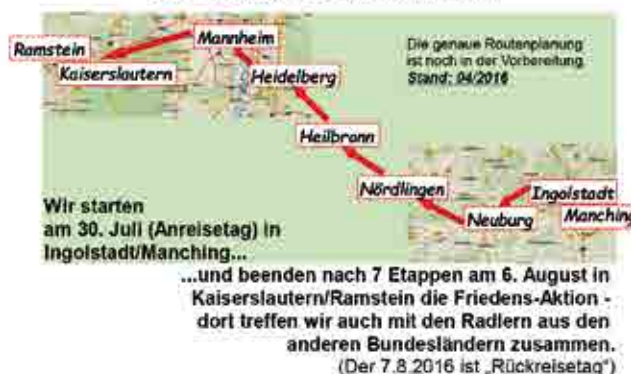 Mannheim
Ramstein
Kaiserslautern
Heidelberg
Die genaue Routenplanung
ist noch in der Vorbereitung.
Stand: 04/2016
Heilbronn
Nördlingen
Ingolstadt
Manching
Neuburg
Wir starten
am 30. Juli (Anreisetag) in
Ingolstadt/Manching...
...und beenden nach 7 Etappen am 6. August in
Kaiserslautern/Ramstein die Friedens-Aktion -
dort treffen wir auch mit den Radlern aus den
anderen Bundesländern zusammen.
(Der 7.8.2016 ist „Rückreisetag")